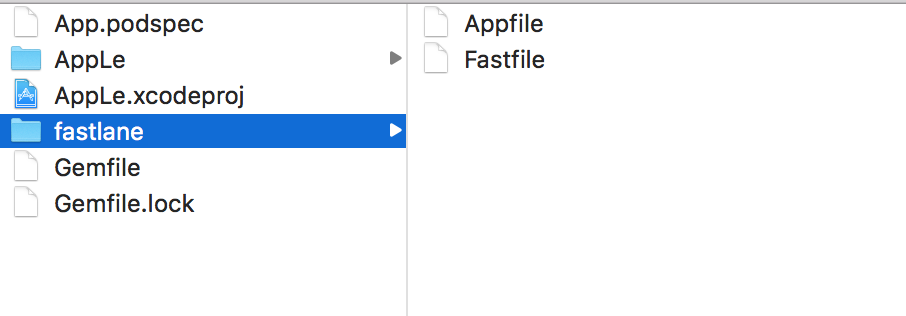 App.podspec
AppLe
AppLe.xcodeproj
fastlane
Gemfile
Gemfile.lock
Appfile
Fastfile